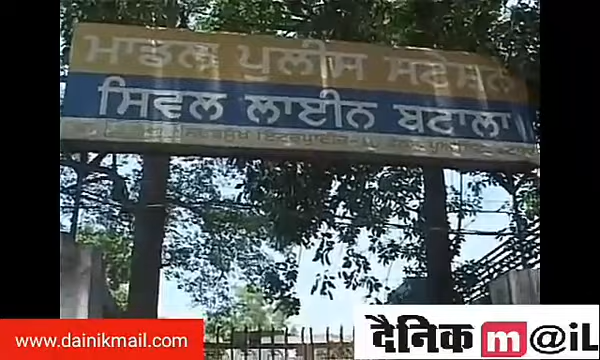 ਮਾਡਲ ਪੁਲੀਸ ਸਟੇਸ਼ਨ
ਸਿਵਲ ਲਾਈਨ ਬਟਾਲਾ
www.dainikmail.com
दैनिक m@iL